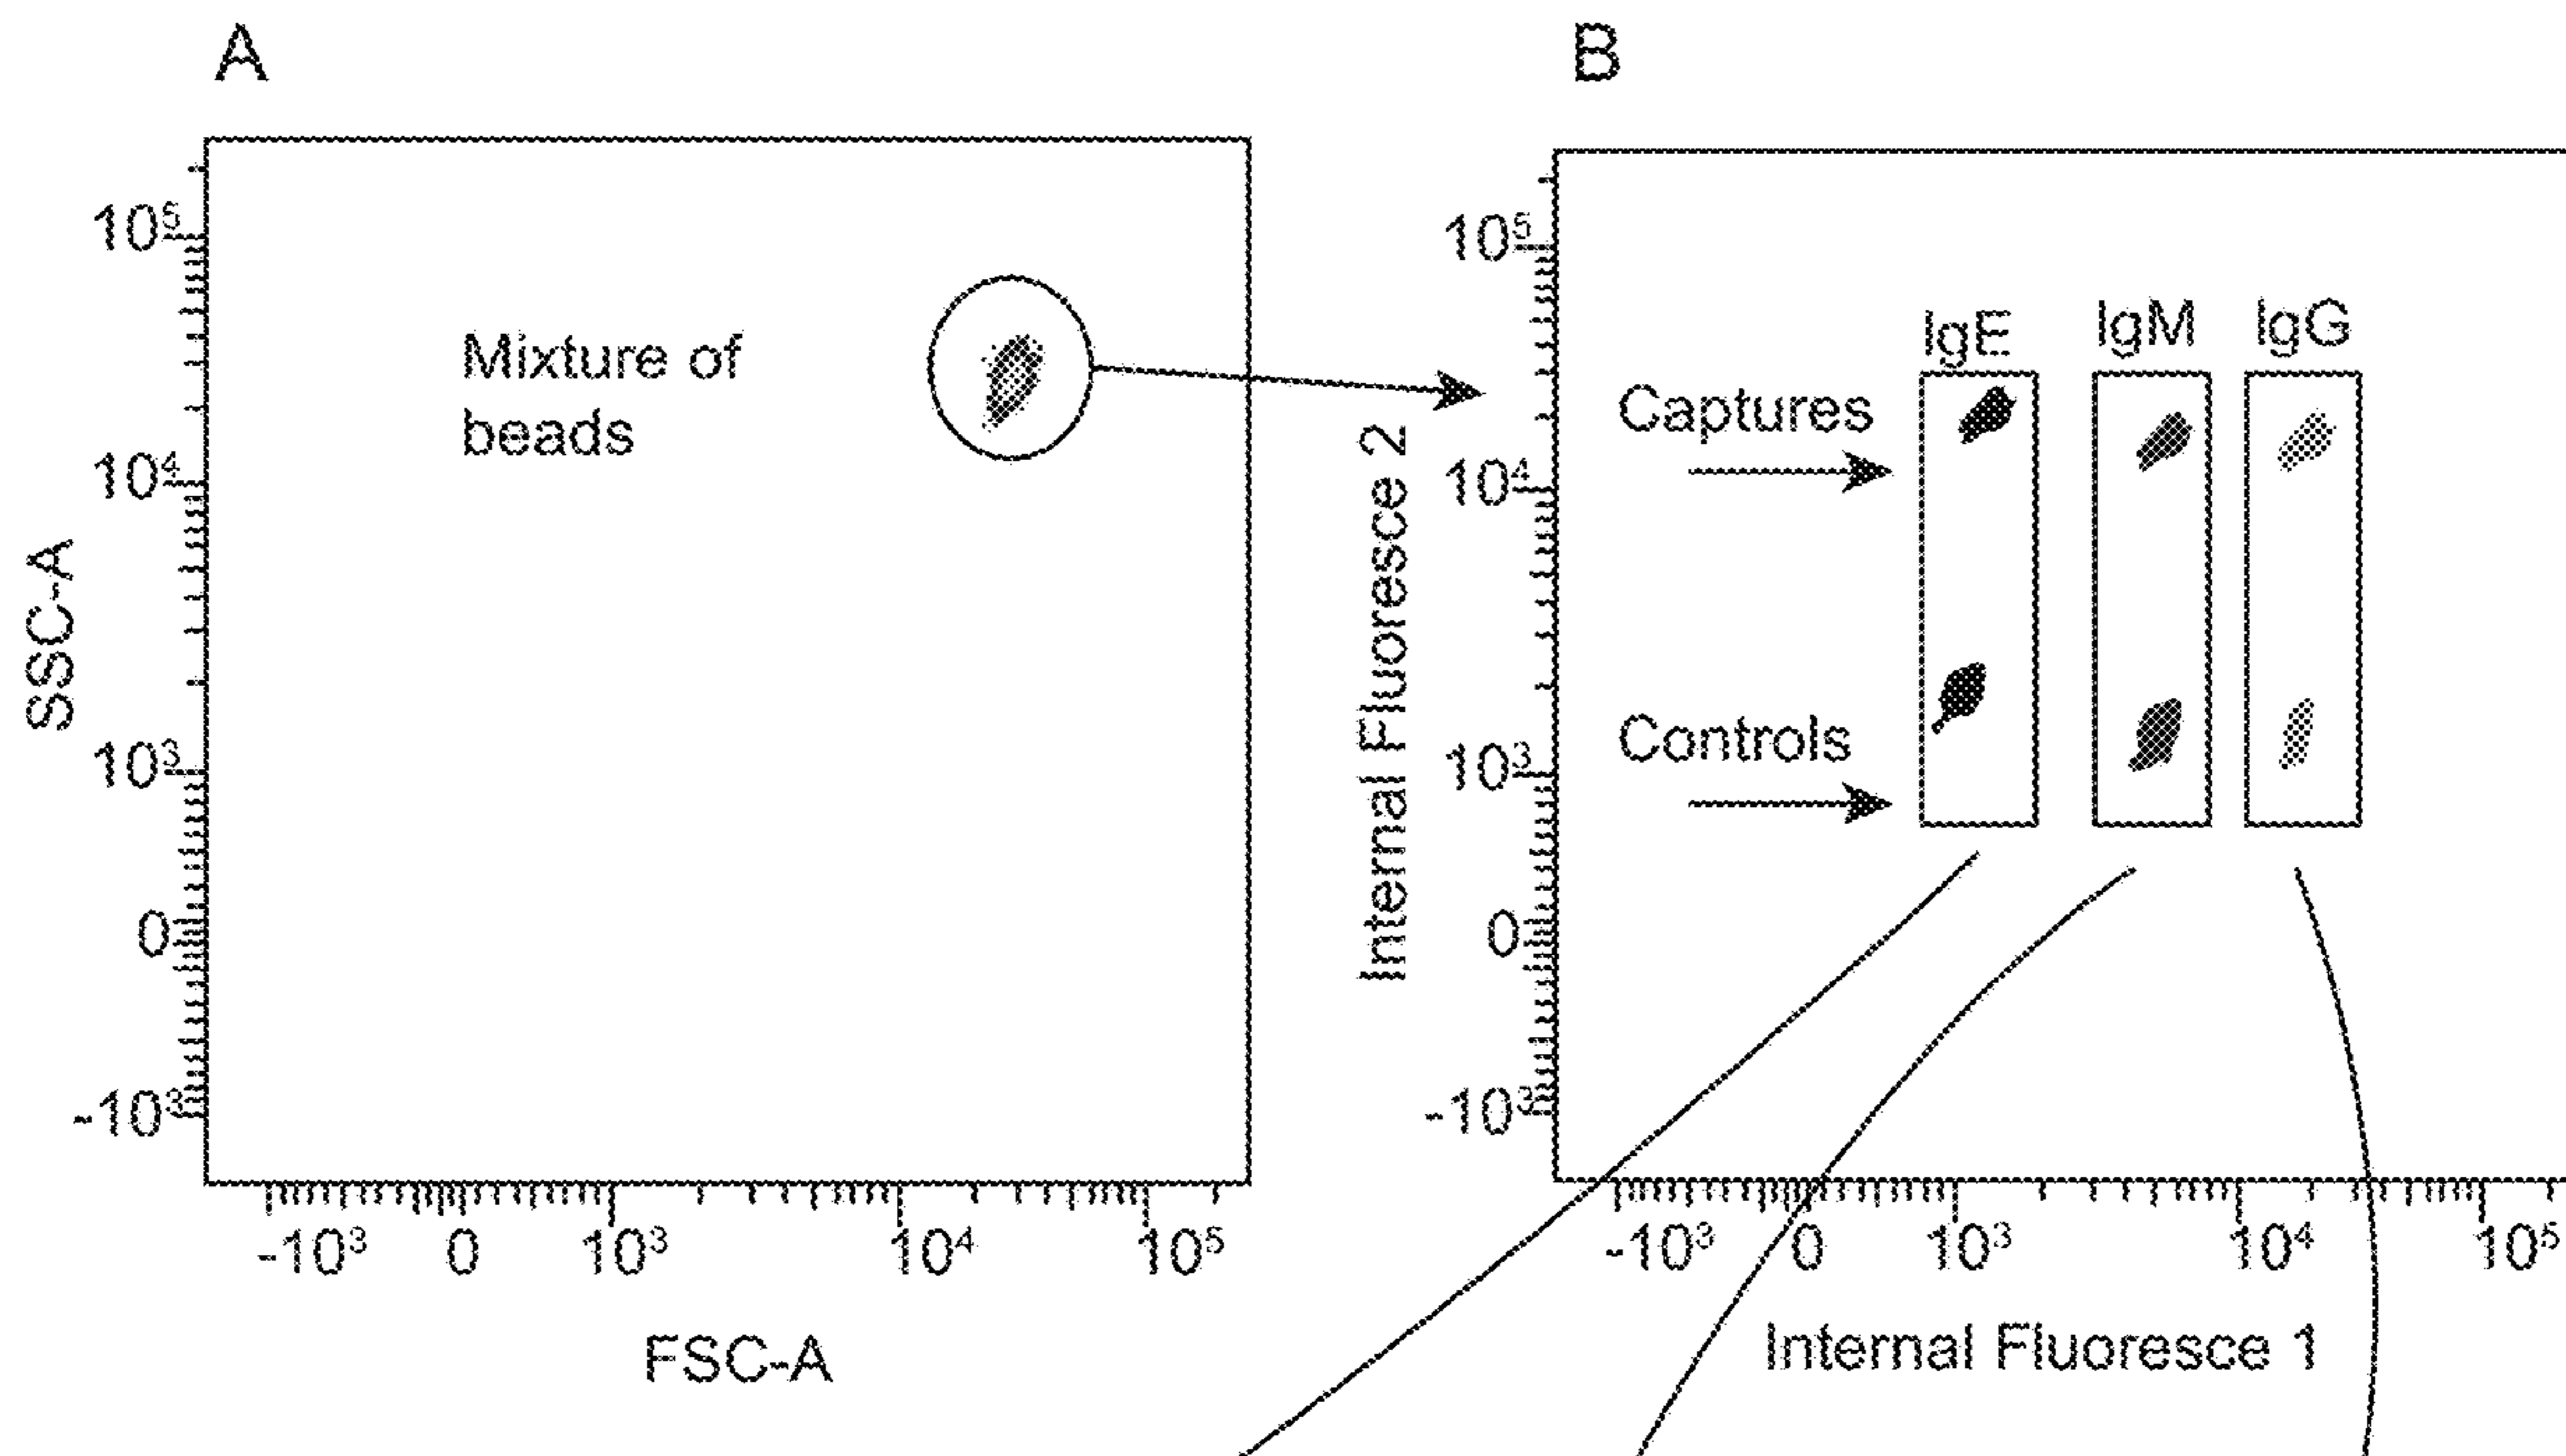 A
SSC-A
10⁵
10⁴
10³
0
-10³
Mixture of
beads
-10³ 0 10³ 10⁴ 10⁵
FSC-A
B
Internal Fluoresce 2
10⁵
10⁴
10³
0
-10³
IgE IgM IgG
Captures
Controls
-10³ 0 10³ 10⁴ 10⁵
Internal Fluoresce 1